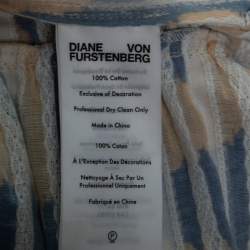 DIANE VON
FURSTENBERG
100% Cotton
Exclusive of Decoration
Professional Dry Clean Only
Made in China
100% Coton
À L'Exception Des Décorations
Nettoyage À Sec Par Un
Professionnel Uniquement
Fabriqué en Chine
P